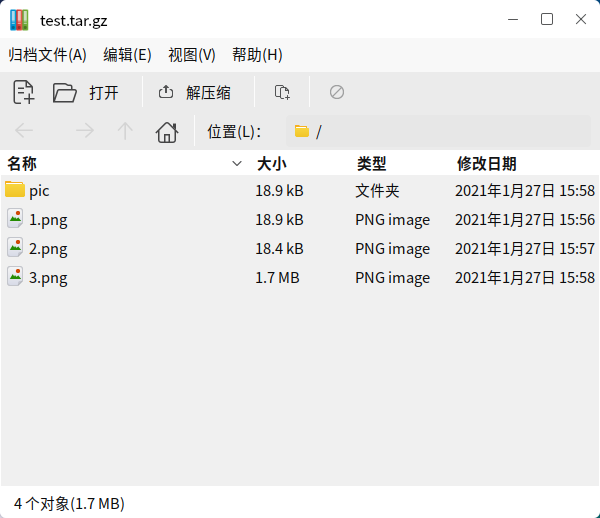 test.tar.gz
归档文件(A) 编辑(E) 视图(V) 帮助(H)
打开 解压缩
位置(L): /
名称 大小 类型 修改日期
pic 18.9 kB 文件夹 2021年1月27日 15:58
1.png 18.9 kB PNG image 2021年1月27日 15:56
2.png 18.4 kB PNG image 2021年1月27日 15:57
3.png 1.7 MB PNG image 2021年1月27日 15:58
4 个对象(1.7 MB)